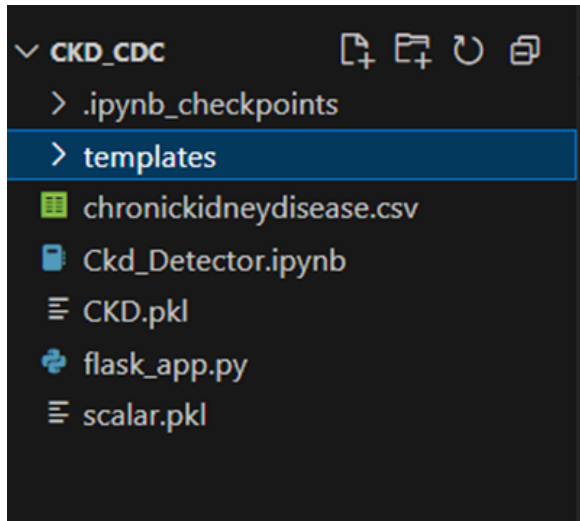 CKD_CDC
.ipynb_checkpoints
templates
chronickidneydisease.csv
Ckd_Detector.ipynb
CKD.pkl
flask_app.py
scalar.pkl